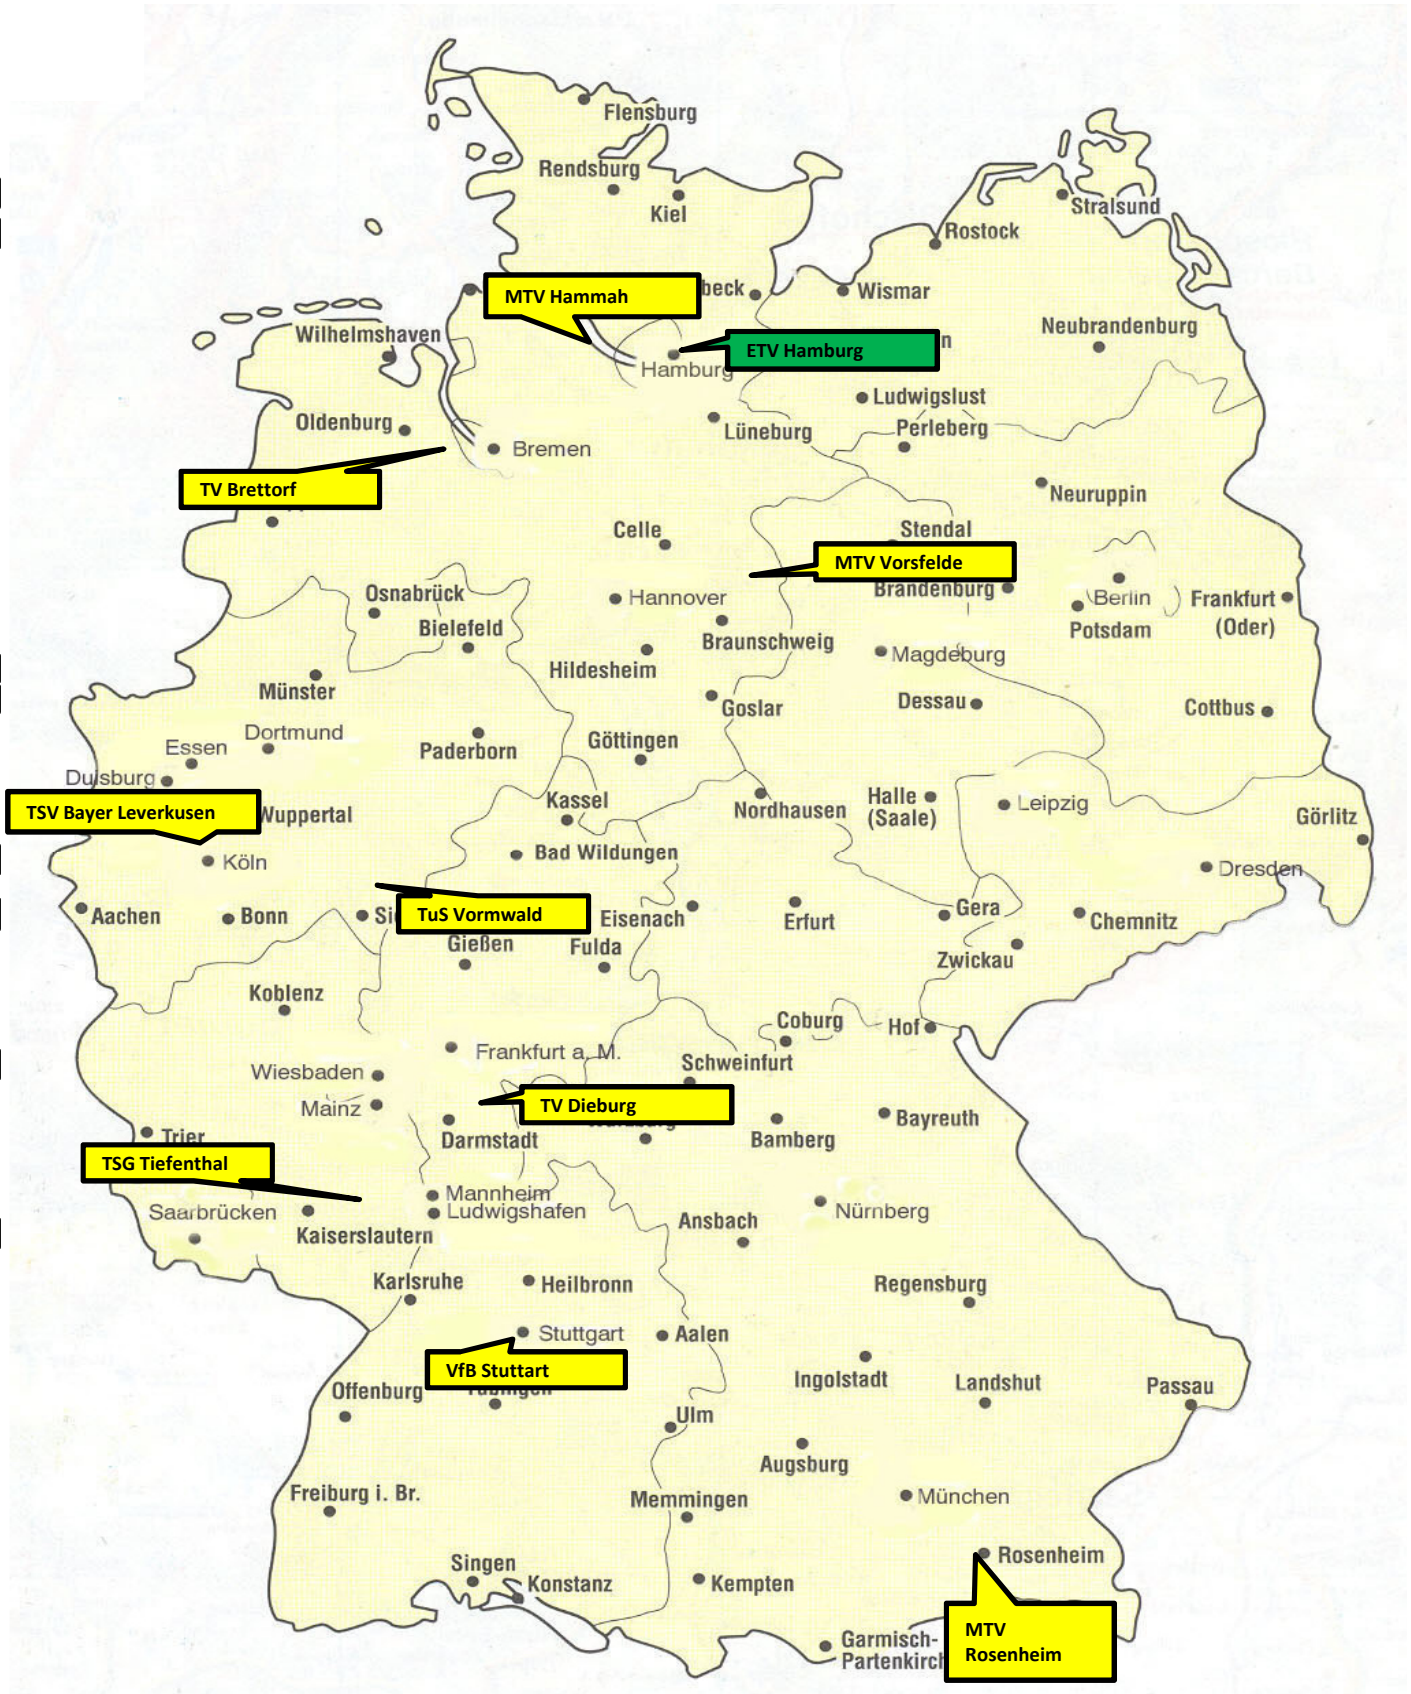 Flensburg
Rendsburg
Kiel
Stralsund
Rostock
MTV Hammah
beck
Wismar
Wilhelmshaven
Neubrandenburg
ETV Hamburg
n
Hamburg
Ludwigslust
Oldenburg
Lüneburg
Perleberg
Bremen
TV Brettorf
Neuruppin
Celle
Stendal
MTV Vorsfelde
Osnabrück
Hannover
Brandenburg
Berlin
Frankfurt
(Oder)
Bielefeld
Braunschweig
Potsdam
Hildesheim
Magdeburg
Münster
Goslar
Dessau
Cottbus
Dortmund
Essen
Paderborn
Göttingen
Duisburg
TSV Bayer Leverkusen
Wuppertal
Kassel
Nordhausen
Halle
(Saale)
Leipzig
Görlitz
Köln
Bad Wildungen
Dresden
Aachen
Bonn
Si
TuS Vormwald
Eisenach
Erfurt
Gera
Chemnitz
Gießen
Fulda
Zwickau
Koblenz
Coburg
Hof
Frankfurt a. M.
Schweinfurt
Wiesbaden
Mainz
TV Dieburg
Trier
Darmstadt
Bamberg
Bayreuth
TSG Tiefenthal
Mannheim
Ludwigshafen
Saarbrücken
Kaiserslautern
Ansbach
Nürnberg
Karlsruhe
Heilbronn
Regensburg
Stuttgart
Aalen
VfB Stuttart
Tübingen
Offenburg
Ingolstadt
Landshut
Passau
Ulm
Augsburg
Freiburg i. Br.
Memmingen
München
Singen
Konstanz
Kempten
Rosenheim
MTV
Rosenheim
Garmisch-
Partenkirch